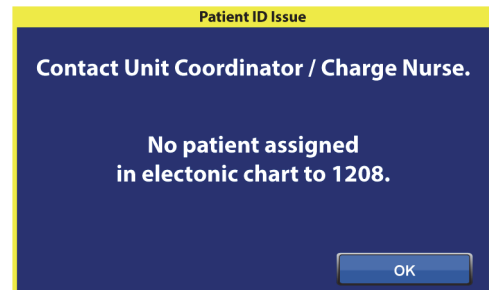 Patient ID Issue
Contact Unit Coordinator / Charge Nurse.
No patient assigned
in electonic chart to 1208.
OK